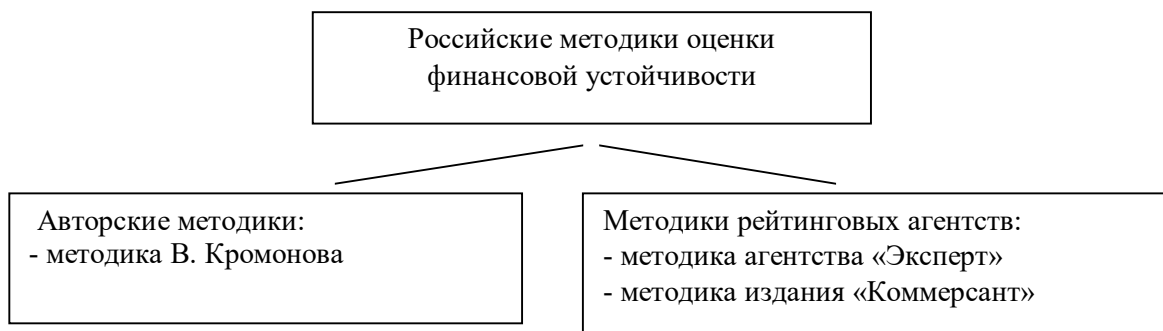 Российские методики оценки
финансовой устойчивости
Авторские методики:
- методика В. Кромонова
Методики рейтинговых агентств:
- методика агентства «Эксперт»
- методика издания «Коммерсант»